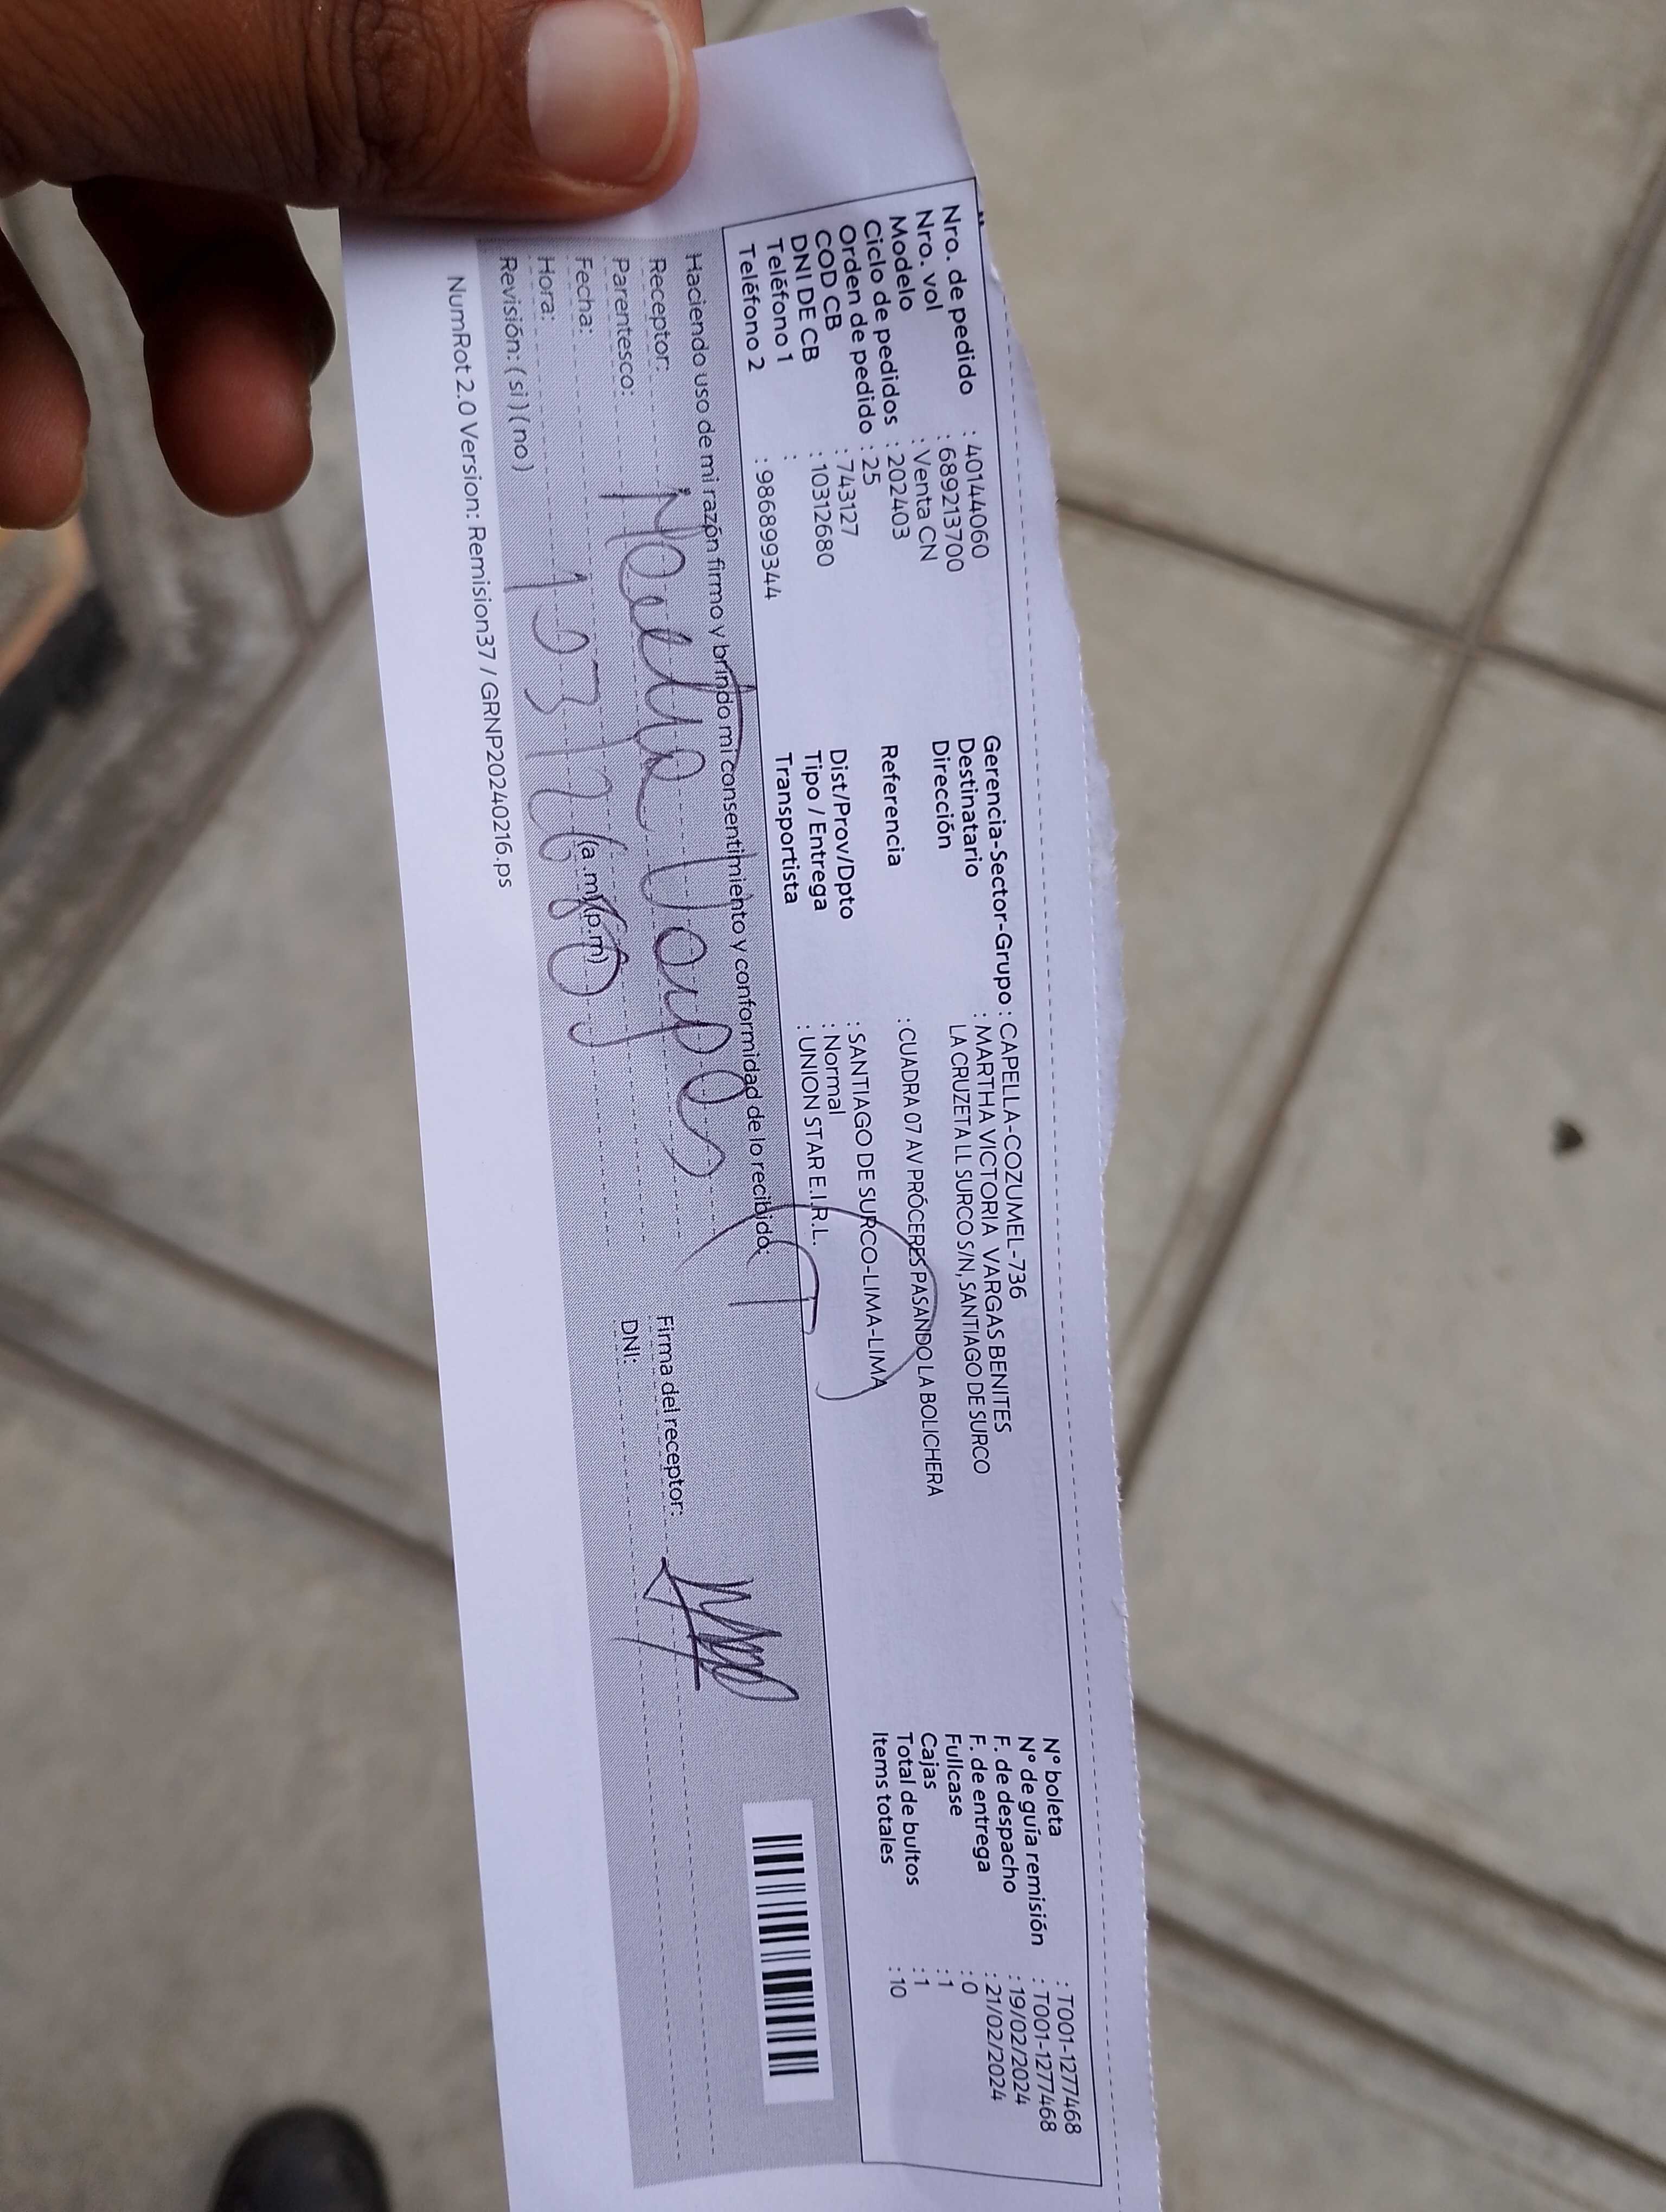 Nro. de pedido : 40144060
Nro. vol : 689213700
Modelo : Venta CN
Ciclo de pedidos : 202403
Orden de pedido : 25
COD CB : 743127
DNI DE CB : 10312680
Teléfono 1 :
Teléfono 2 : 986899344
Gerencia-Sector-Grupo : CAPELLA-COZUMEL-736
Destinatario : MARTHA VICTORIA VARGAS BENITES
Dirección LA CRUZETA LL SURCO S/N, SANTIAGO DE SURCO
Referencia : CUADRA 07 AV PRÓCERES PASANDO LA BOLICHERA
Dist/Prov/Dpto : SANTIAGO DE SURCO-LIMA-LIMA
Tipo / Entrega : Normal
Transportista : UNION STAR E.I.R.L.
N° boleta : T001-1277468
N° de guía remisión : T001-1277468
F. de despacho : 19/02/2024
F. de entrega : 21/02/2024
Fullcase : 0
Cajas : 1
Total de bultos : 1
Items totales : 10
Haciendo uso de mi razón firmo y brindo mi consentimiento y conformidad de lo recibido:
Receptor:
Parentesco:
Fecha:
Hora: (a.m) (p.m)
Revisión: ( si ) ( no )
Firma del receptor:
DNI:
NumRot 2.0 Version: Remision37 / GRNP20240216.ps